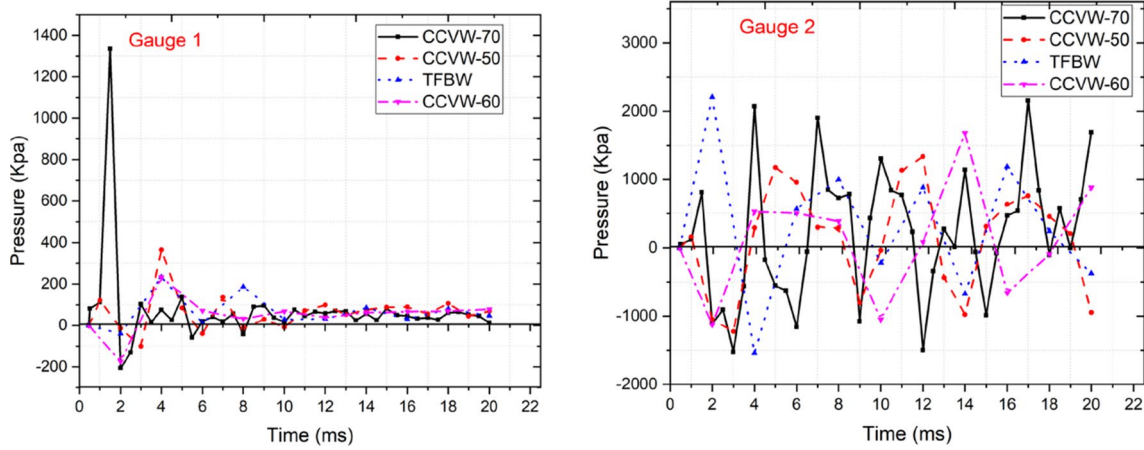 Gauge 1
CCVW-70
CCVW-50
TFBW
CCVW-60
1400
1200
1000
800
600
400
200
0
-200
0 2 4 6 8 10 12 14 16 18 20 22
Pressure (Kpa)
Time (ms)
Gauge 2
CCVW-70
CCVW-50
TFBW
CCVW-60
3000
2000
1000
0
-1000
-2000
0 2 4 6 8 10 12 14 16 18 20 22
Pressure (Kpa)
Time (ms)